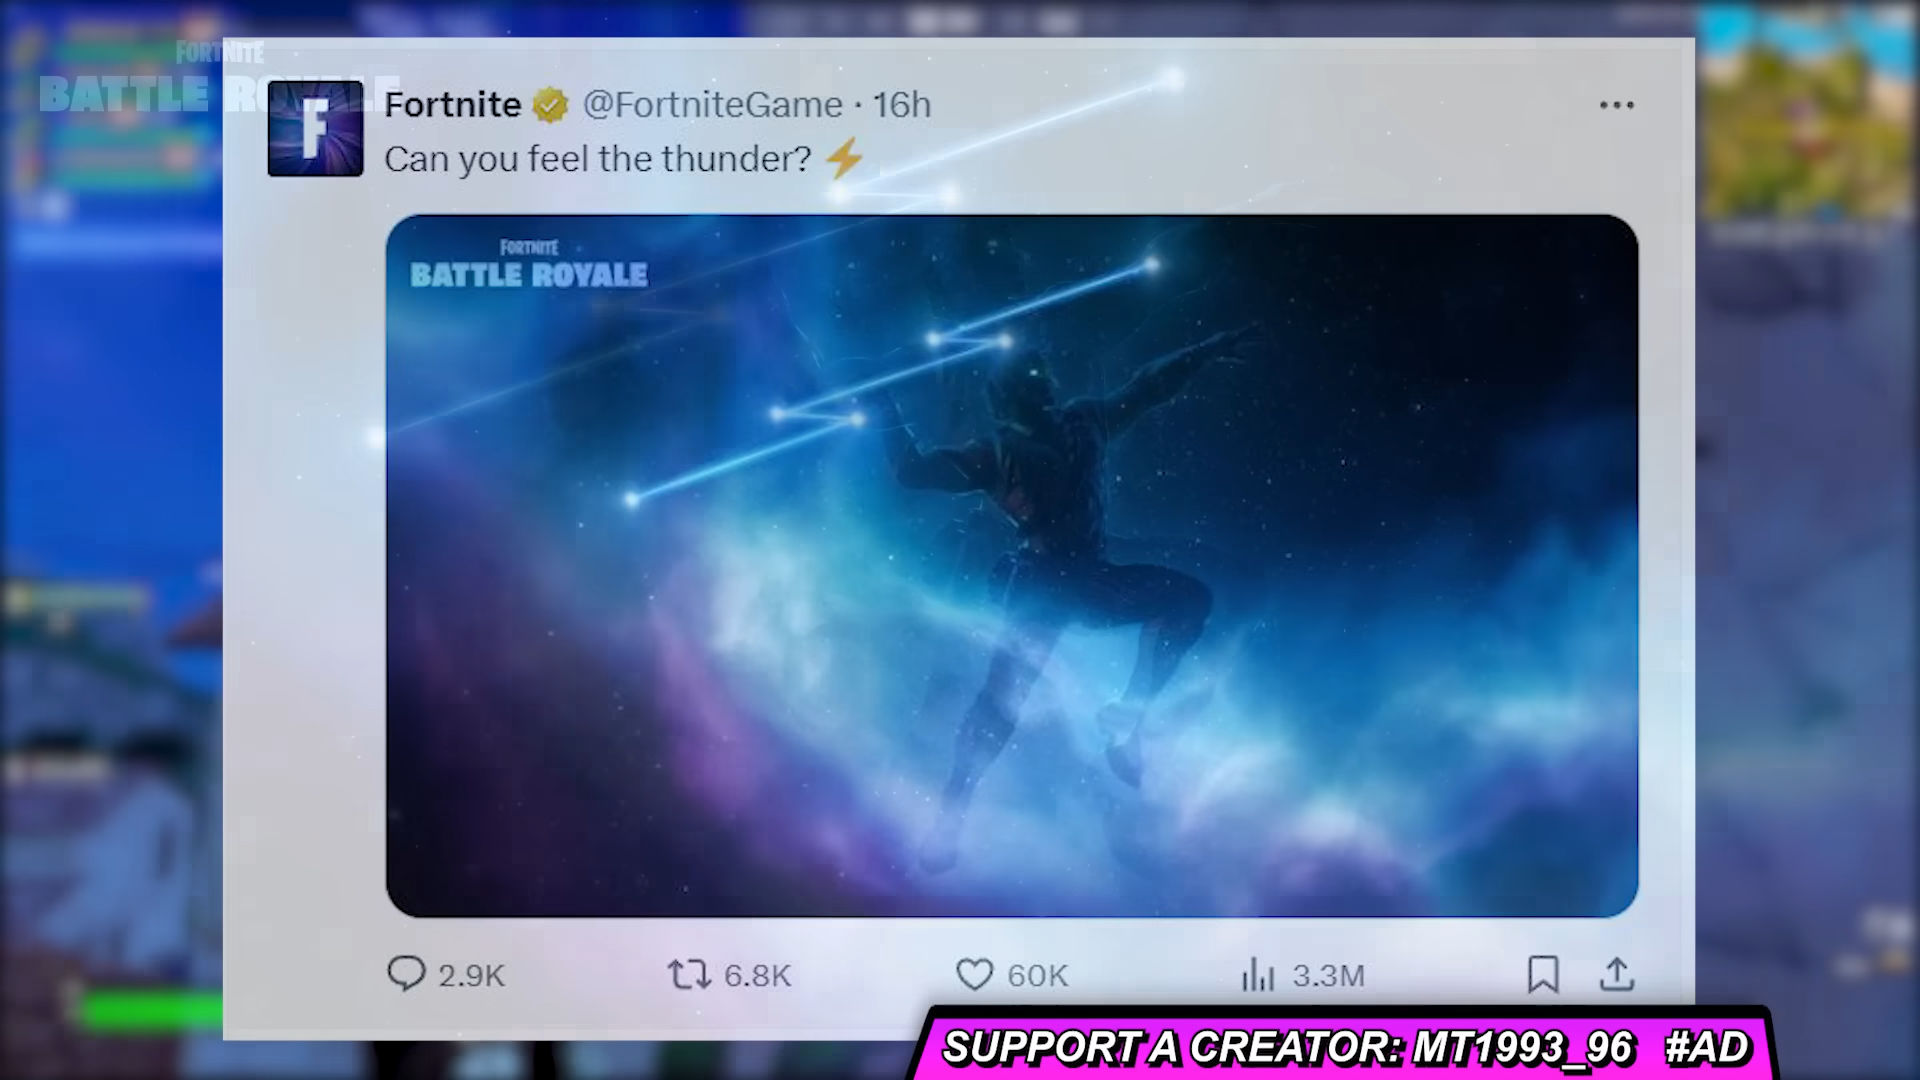 FORTNITE
BATTLE ROYALE
Fortnite @FortniteGame · 16h
Can you feel the thunder? ⚡
FORTNITE
BATTLE ROYALE
2.9K 6.8K 60K 3.3M
SUPPORT A CREATOR: MT1993_96 #AD